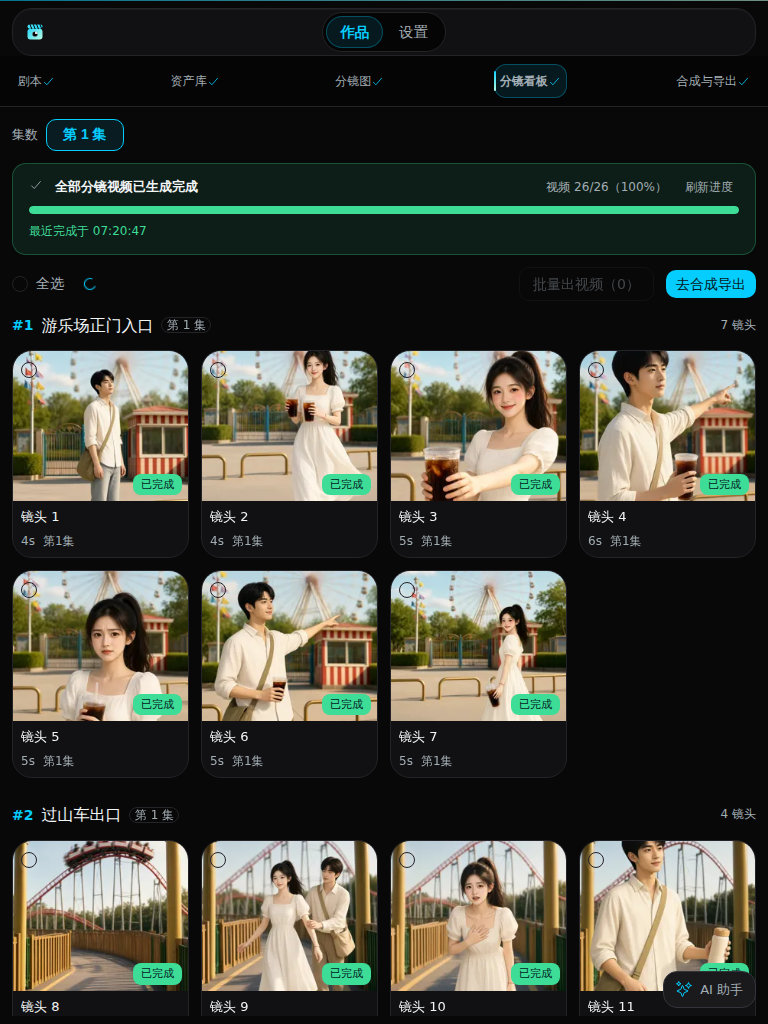 作品 设置
剧本 资产库 分镜图 分镜看板 合成与导出
集数 第 1 集
全部分镜视频已生成完成 视频 26/26（100%） 刷新进度
最近完成于 07:20:47
全选 批量出视频（0） 去合成导出
#1 游乐场正门入口 第 1 集 7 镜头
已完成 已完成 已完成 已完成
镜头 1 镜头 2 镜头 3 镜头 4
4s 第1集 4s 第1集 5s 第1集 6s 第1集
已完成 已完成 已完成
镜头 5 镜头 6 镜头 7
5s 第1集 5s 第1集 5s 第1集
#2 过山车出口 第 1 集 4 镜头
已完成 已完成 已完成 已完成
镜头 8 镜头 9 镜头 10 镜头 11
AI 助手